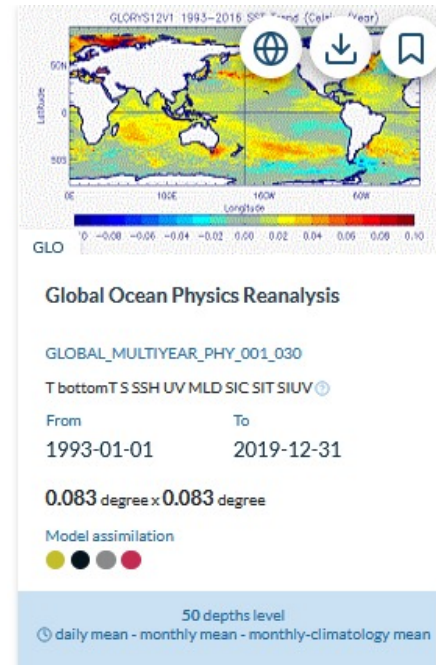 GLORYS12V1 1993-2016 SST Trend (Celsius/Year)
50N
0
50S
Latitude
0E 100E 160W 60W
Longitude
-0.08 -0.06 -0.04 -0.02 0.00 0.02 0.04 0.06 0.08 0.10
GLO
Global Ocean Physics Reanalysis
GLOBAL_MULTIYEAR_PHY_001_030
T bottomT S SSH UV MLD SIC SIT SIUV ?
From To
1993-01-01 2019-12-31
0.083 degree x 0.083 degree
Model assimilation
50 depths level
daily mean - monthly mean - monthly-climatology mean